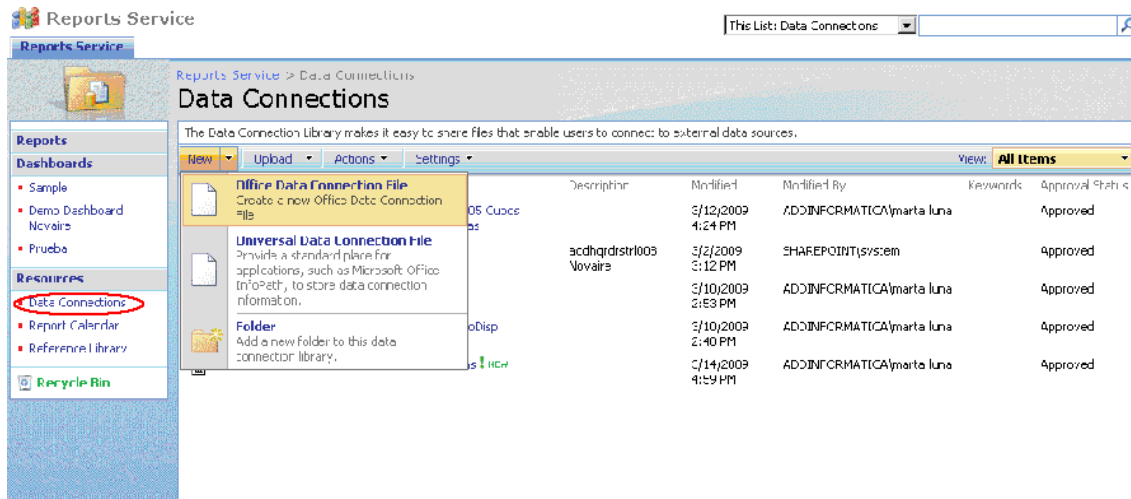 Reports Service
This List: Data Connections
Reports Service
Reports Service > Data Connections
Data Connections
The Data Connection Library makes it easy to share files that enable users to connect to external data sources.
New Upload Actions Settings View: All Items
Reports
Dashboards
Sample
Demo Dashboard
Novaire
Prueba
Resources
Data Connections
Report Calendar
Reference Library
Recycle Bin
Office Data Connection File
Create a new Office Data Connection
File
Universal Data Connection File
Provide a standard place for
applications, such as Microsoft Office
InfoPath, to store data connection
information.
Folder
Add a new folder to this data
connection library.
Description Modified Modified By Keywords Approval Status
05 Cubos
as
3/12/2009
4:24 PM
ADDINFORMATICA\marta luna Approved
Novaire
3/2/2009
3:12 PM
SHAREPOINT\system Approved
3/10/2009
2:53 PM
ADDINFORMATICA\marta luna Approved
oDisp
3/10/2009
2:40 PM
ADDINFORMATICA\marta luna Approved
s ! NEW
3/14/2009
4:59 PM
ADDINFORMATICA\marta luna Approved